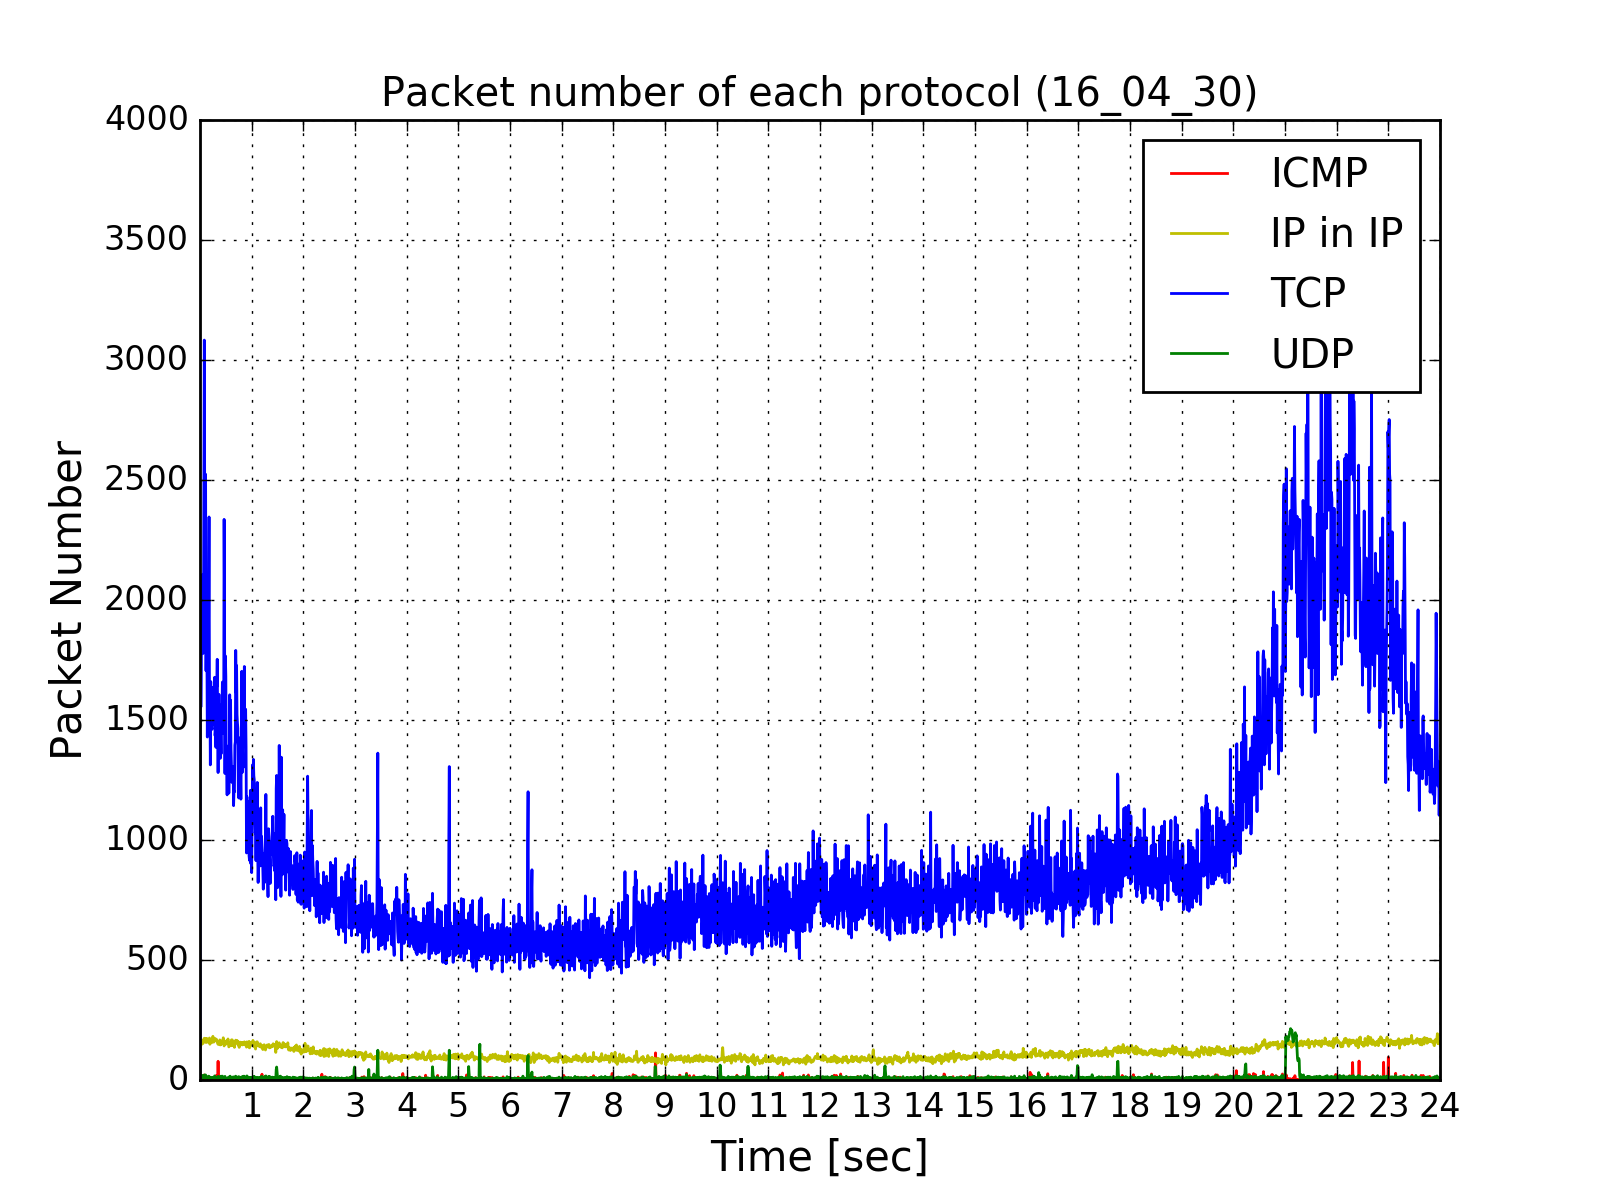 Packet number of each protocol (16_04_30)
4000
3500
3000
2500
2000
1500
1000
500
0
Packet Number
ICMP
IP in IP
TCP
UDP
1 2 3 4 5 6 7 8 9 10 11 12 13 14 15 16 17 18 19 20 21 22 23 24
Time [sec]